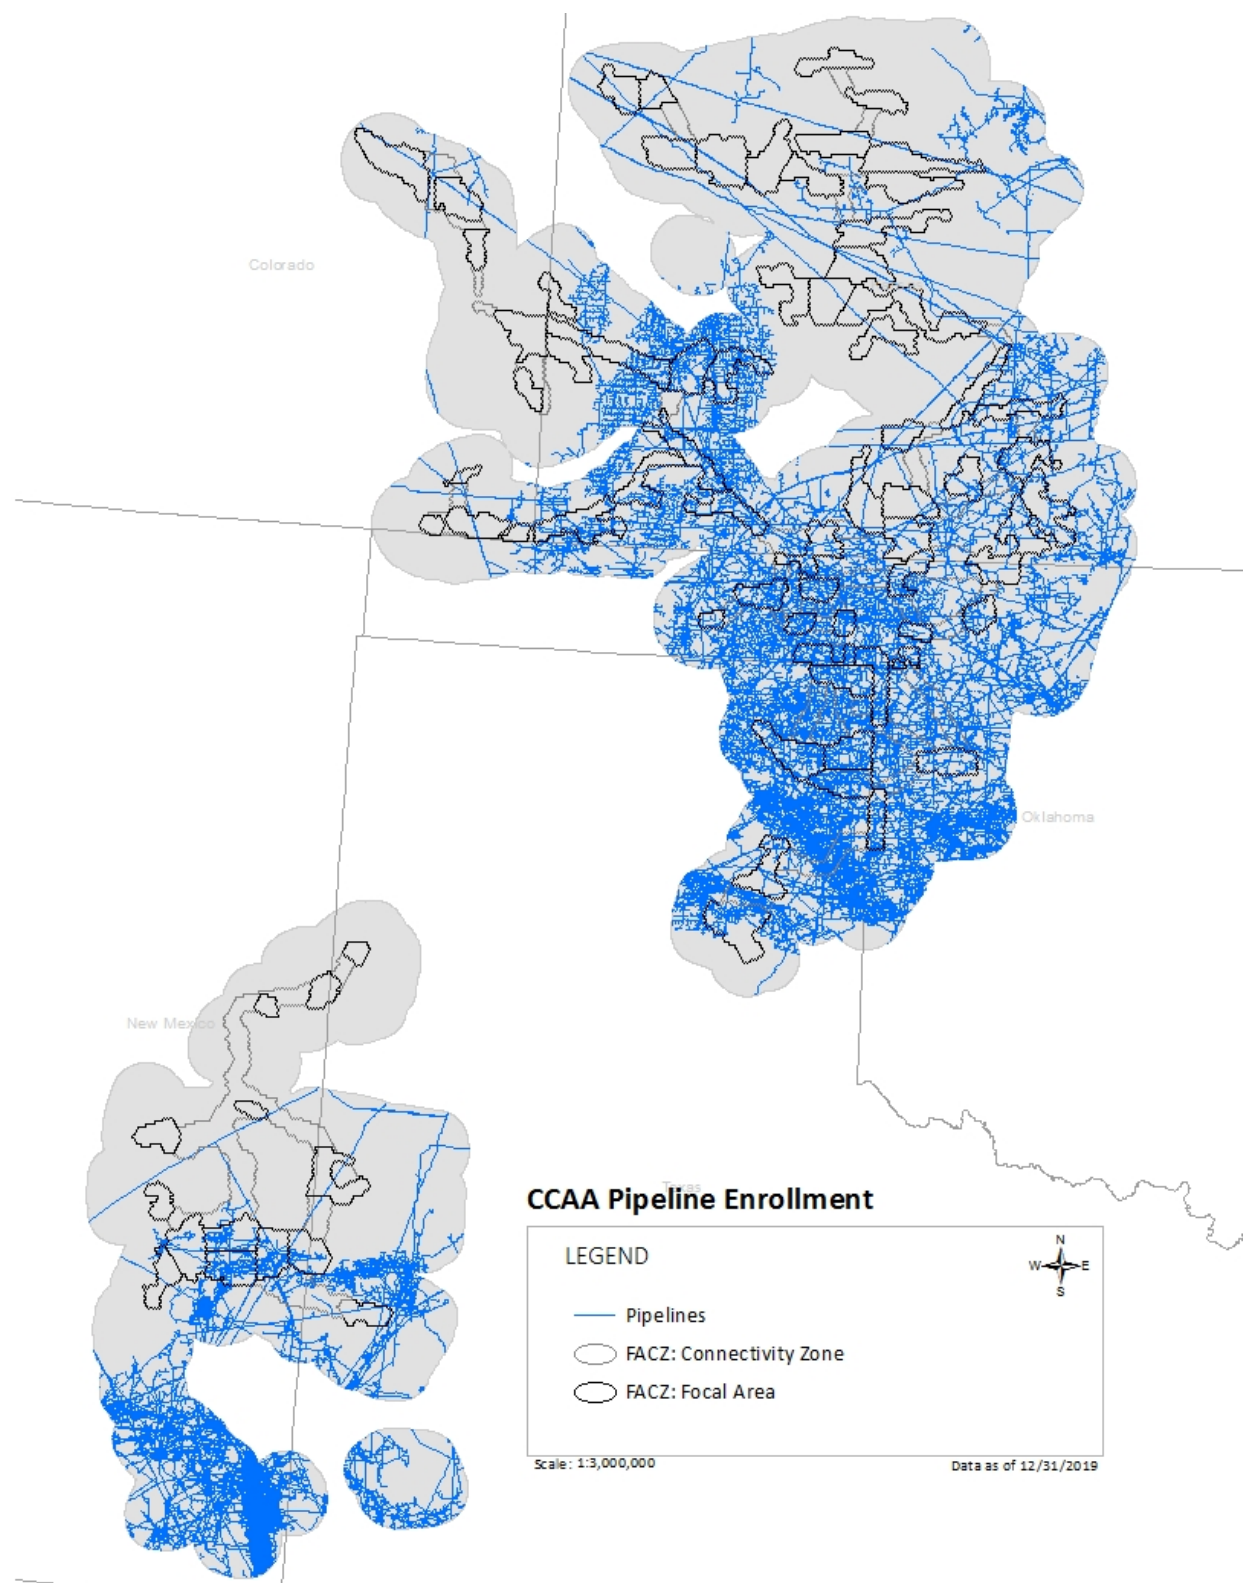 Colorado
Oklahoma
New Mexico
Texas
CCAA Pipeline Enrollment
LEGEND
N
W E
S
Pipelines
FACZ: Connectivity Zone
FACZ: Focal Area
Scale: 1:3,000,000
Data as of 12/31/2019